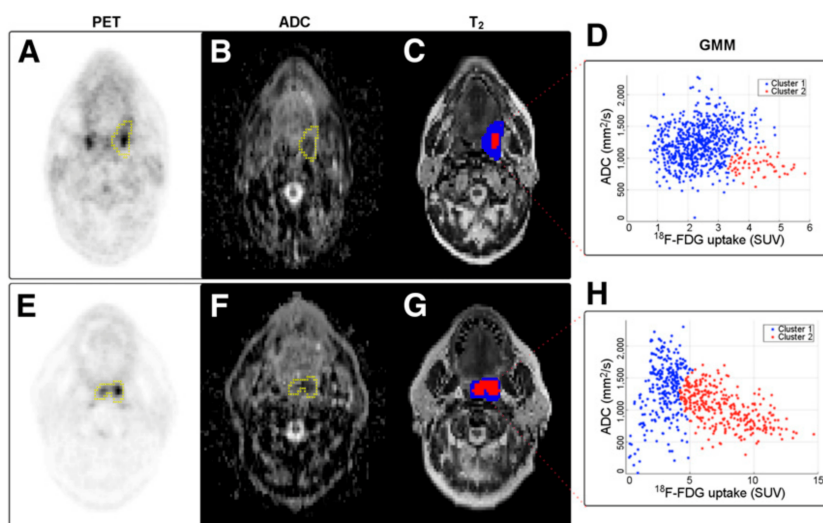 PET
ADC
T₂
A
B
C
D
GMM
Cluster 1
Cluster 2
2,000
1,500
1,000
500
0
ADC (mm²/s)
0 1 2 3 4 5 6
¹⁸F-FDG uptake (SUV)
E
F
G
H
Cluster 1
Cluster 2
2,000
1,500
1,000
500
0
ADC (mm²/s)
0 5 10 15
¹⁸F-FDG uptake (SUV)